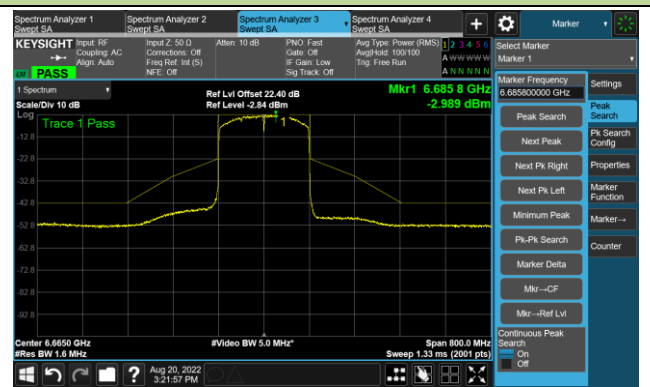 Spectrum Analyzer 1
Swept SA
Spectrum Analyzer 2
Swept SA
Spectrum Analyzer 3
Swept SA
Spectrum Analyzer 4
Swept SA
Marker
KEYSIGHT
Input: RF
Coupling: AC
Align: Auto
Input Z: 50 Ω
Corrections: Off
Freq Ref: Int (S)
NFE: Off
Atten: 10 dB
PNO: Fast
Gate: Off
IF Gain: Low
Sig Track: Off
Avg Type: Power (RMS)
Avg|Hold: 100/100
Trig: Free Run
1 2 3 4 5 6
A W W W W W
A N N N N N
PASS
Select Marker
Marker 1
1 Spectrum
Scale/Div 10 dB
Ref Lvl Offset 22.40 dB
Ref Level -2.84 dBm
Mkr1 6.685 8 GHz
-2.989 dBm
Log
Trace 1 Pass
1
-12.8
-22.8
-32.8
-42.8
-52.8
-62.8
-72.8
-82.8
-92.8
Center 6.6650 GHz
#Res BW 1.6 MHz
#Video BW 5.0 MHz*
Span 800.0 MHz
Sweep 1.33 ms (2001 pts)
Marker Frequency
6.685800000 GHz
Peak Search
Next Peak
Next Pk Right
Next Pk Left
Minimum Peak
Pk-Pk Search
Marker Delta
Mkr→CF
Mkr→Ref Lvl
Continuous Peak
Search
On
Off
Settings
Peak
Search
Pk Search
Config
Properties
Marker
Function
Marker→
Counter
?
Aug 20, 2022
3:21:57 PM